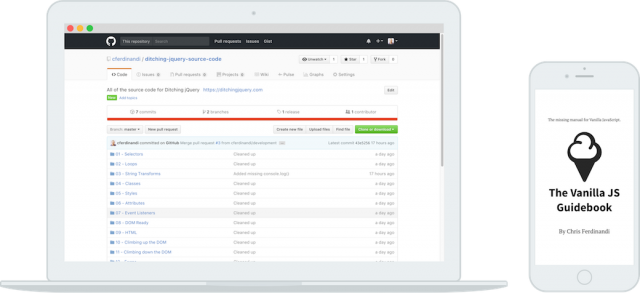 This repository Search Pull requests Issues Gist
cferdinandi / ditching-jquery-source-code
Unwatch 1 Star 1 Fork 0
Code Issues 0 Pull requests 0 Projects 0 Wiki Pulse Graphs Settings
All of the source code for Ditching jQuery https://ditchingjquery.com Edit
Add topics
7 commits 2 branches 1 release 1 contributor
Branch: master New pull request Create new file Upload files Find file Clone or download
cferdinandi committed on GitHub Merge pull request #1 from cferdinandi/development Latest commit 17 hours ago
01 - Selectors Cleaned up a day ago
02 - Loops Cleaned up a day ago
03 - String Transforms Added missing console.log() 17 hours ago
04 - Classes Cleaned up a day ago
05 - Styles Cleaned up a day ago
06 - Attributes Cleaned up a day ago
07 - Event Listeners Cleaned up a day ago
08 - DOM Ready Cleaned up a day ago
09 - HTML Cleaned up a day ago
10 - Climbing up the DOM Cleaned up a day ago
11 - Climbing down the DOM Cleaned up a day ago
The missing manual for Vanilla JavaScript.
The Vanilla JS
Guidebook
By Chris Ferdinandi